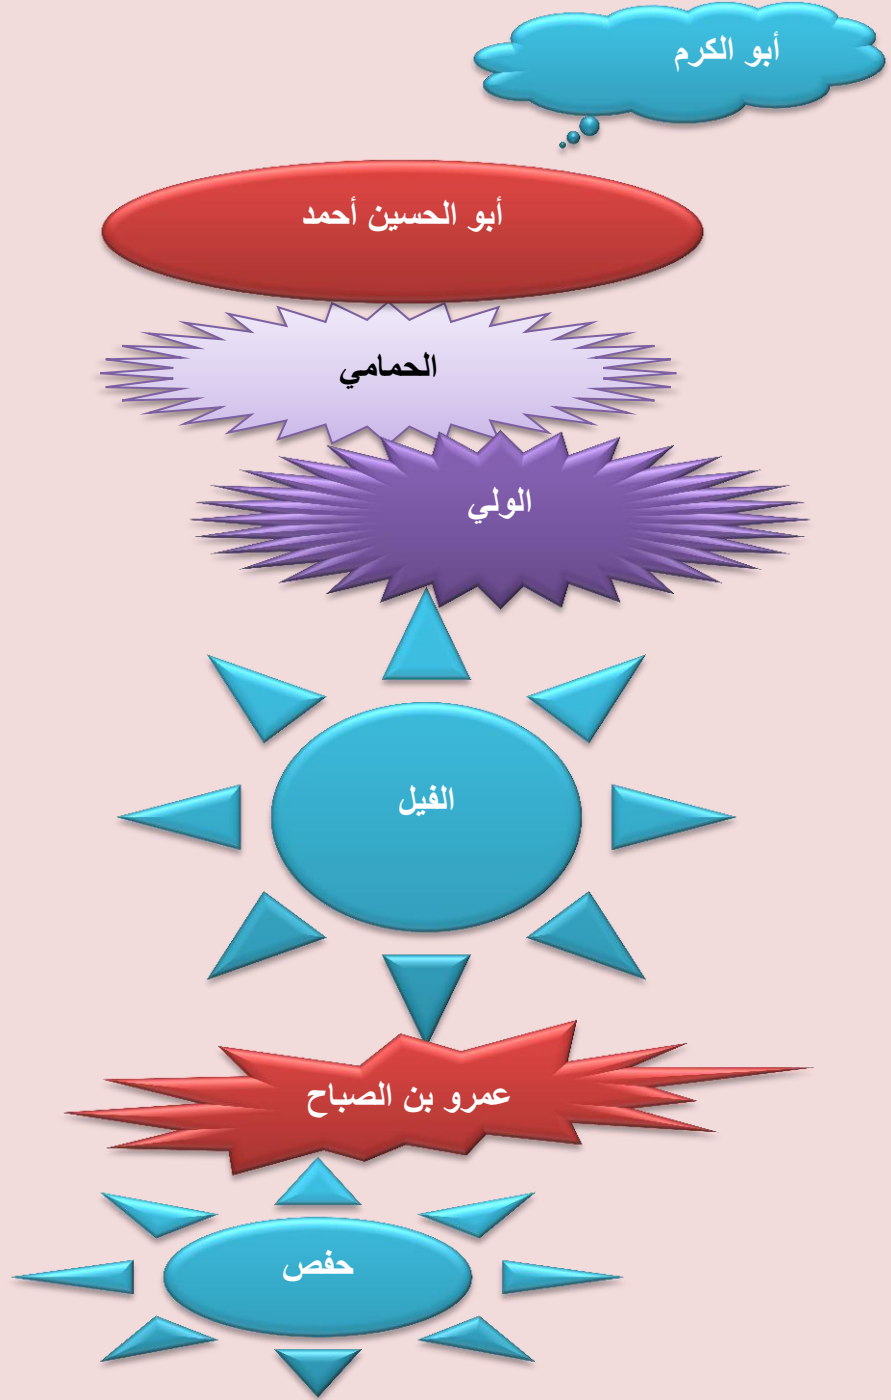 أبو الكرم
أبو الحسين أحمد
الحمامي
الولي
الفيل
عمرو بن الصباح
حفص